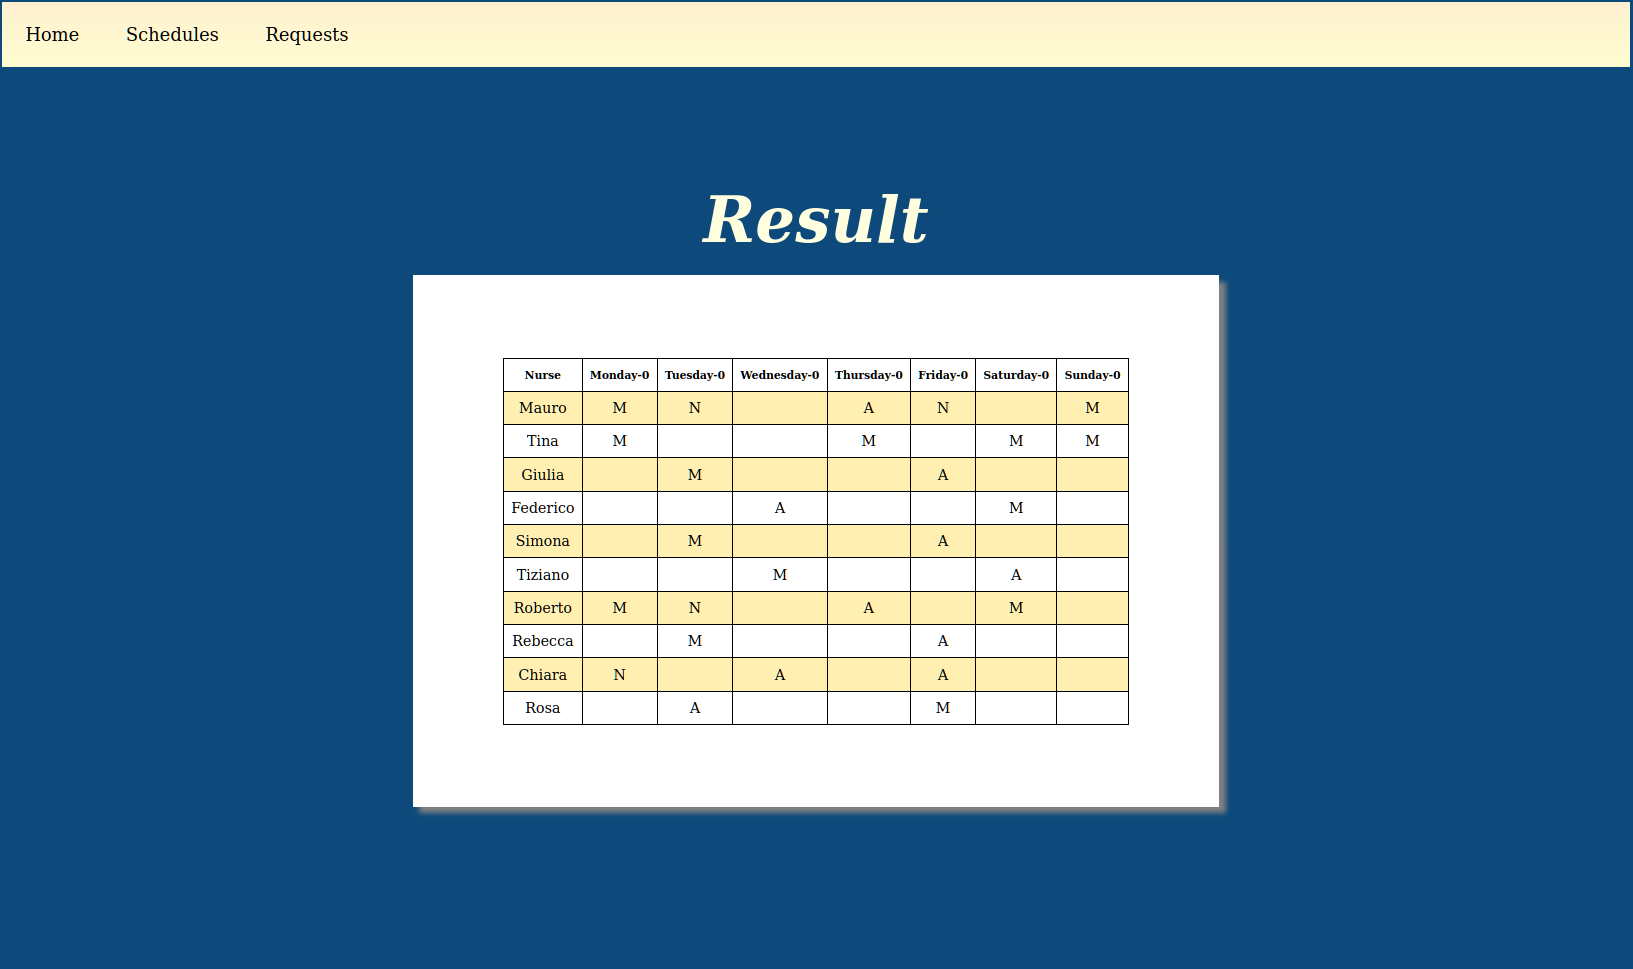 Home Schedules Requests
Result
Nurse Monday-0 Tuesday-0 Wednesday-0 Thursday-0 Friday-0 Saturday-0 Sunday-0
Mauro M N A N M
Tina M M M M
Giulia M A
Federico A M
Simona M A
Tiziano M A
Roberto M N A M
Rebecca M A
Chiara N A A
Rosa A M